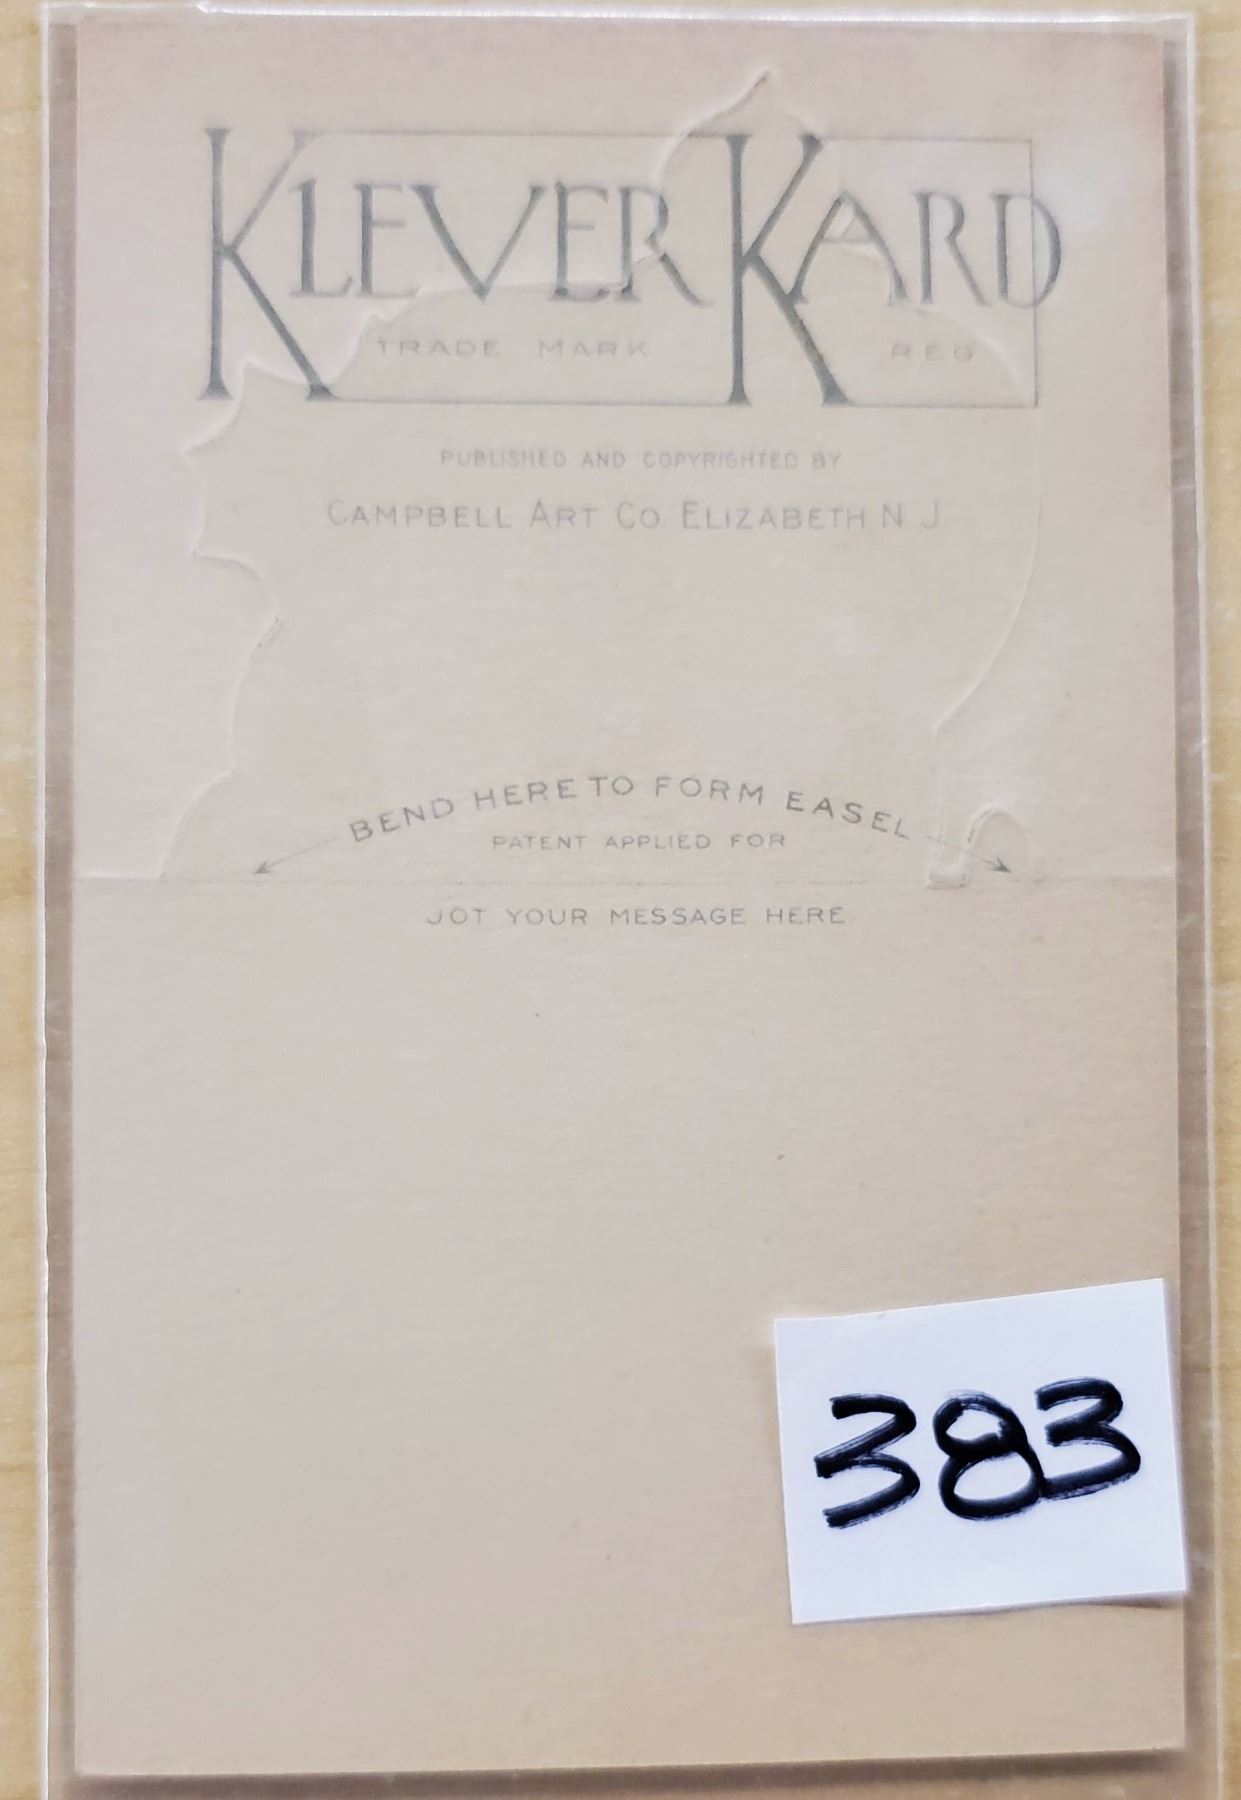 KLEVER KARD
TRADE MARK REG
PUBLISHED AND COPYRIGHTED BY
CAMPBELL ART CO. ELIZABETH N J
BEND HERE TO FORM EASEL
PATENT APPLIED FOR
JOT YOUR MESSAGE HERE
383